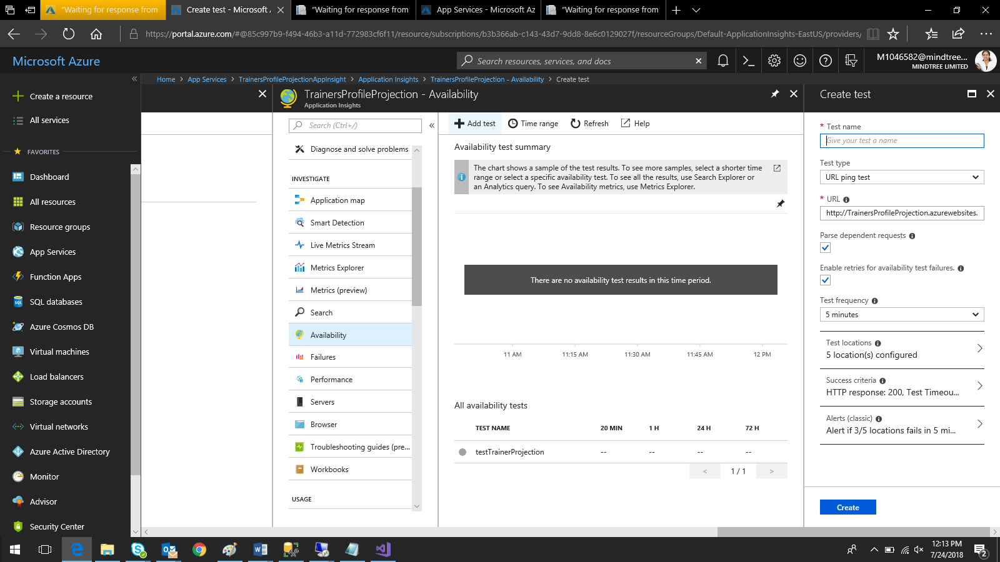 "Waiting for response from
Create test - Microsoft A
"Waiting for response from
App Services - Microsoft Az
"Waiting for response from
https://portal.azure.com/#@85c997b9-f494-46b3-a11d-772983cf6f11/resource/subscriptions/b3b366ab-c143-43d7-9dd8-8e6c0129027f/resourceGroups/Default-ApplicationInsights-EastUS/providers/
Microsoft Azure
Search resources, services, and docs
M1046582@mindtree...
MINDTREE LIMITED
Home > App Services > TrainersProfileProjectionAppInsight > Application Insights > TrainersProfileProjection - Availability > Create test
Create a resource
All services
FAVORITES
Dashboard
All resources
Resource groups
App Services
Function Apps
SQL databases
Azure Cosmos DB
Virtual machines
Load balancers
Storage accounts
Virtual networks
Azure Active Directory
Monitor
Advisor
Security Center
TrainersProfileProjection - Availability
Application Insights
Search (Ctrl+/)
Diagnose and solve problems
INVESTIGATE
Application map
Smart Detection
Live Metrics Stream
Metrics Explorer
Metrics (preview)
Search
Availability
Failures
Performance
Servers
Browser
Troubleshooting guides (pre...
Workbooks
USAGE
Add test
Time range
Refresh
Help
Availability test summary
The chart shows a sample of the test results. To see more samples, select a shorter time
range or select a specific availability test. To see all the results, use Search Explorer or
an Analytics query. To see Availability metrics, use Metrics Explorer.
There are no availability test results in this time period.
11 AM 11:15 AM 11:30 AM 11:45 AM 12 PM
All availability tests
TEST NAME 20 MIN 1 H 24 H 72 H
testTrainerProjection -- -- -- --
< 1 / 1 >
Create test
* Test name
Give your test a name
Test type
URL ping test
* URL
http://TrainersProfileProjection.azurewebsites.
Parse dependent requests
Enable retries for availability test failures.
Test frequency
5 minutes
Test locations
5 location(s) configured
Success criteria
HTTP response: 200, Test Timeou...
Alerts (classic)
Alert if 3/5 locations fails in 5 mi...
Create
12:13 PM
7/24/2018
2